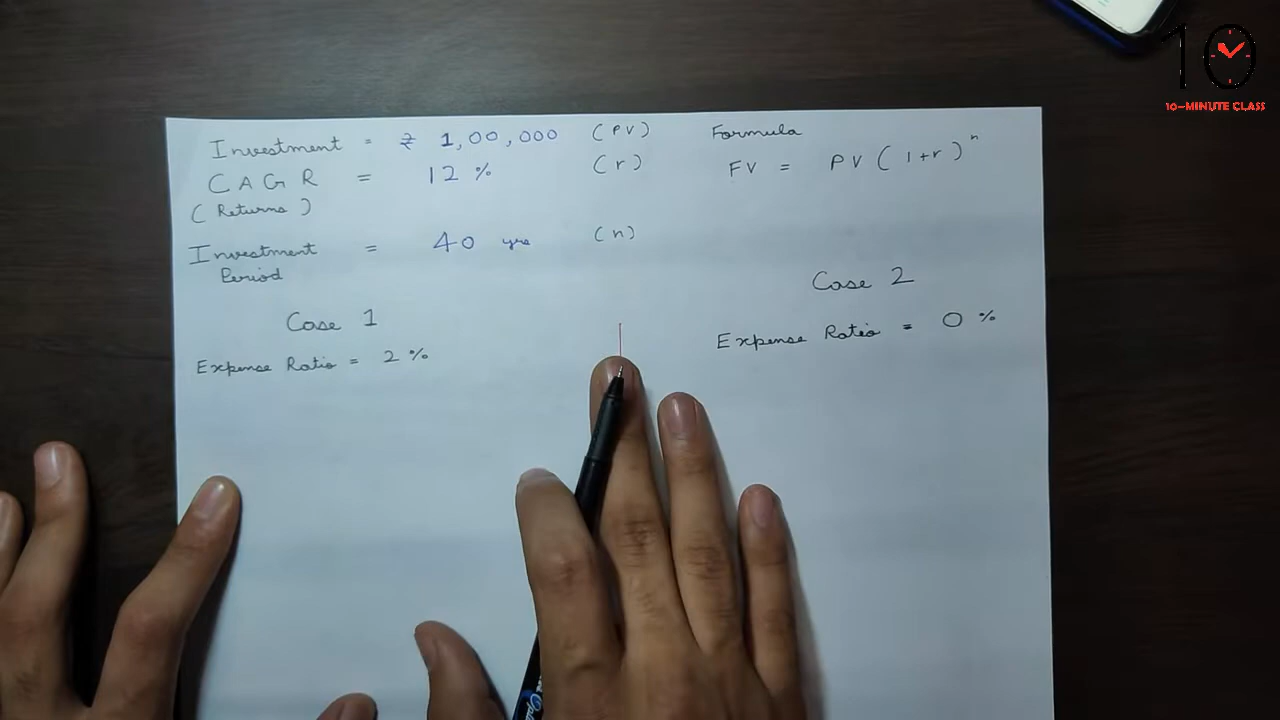 10
10-MINUTE CLASS
Investment = ₹ 1,00,000 (PV)
CAGR = 12 % (r)
(Returns)
Investment = 40 yrs (n)
Period
Formula
FV = PV (1+r)^n
Case 1
Expense Ratio = 2 %
Case 2
Expense Ratio = 0 %